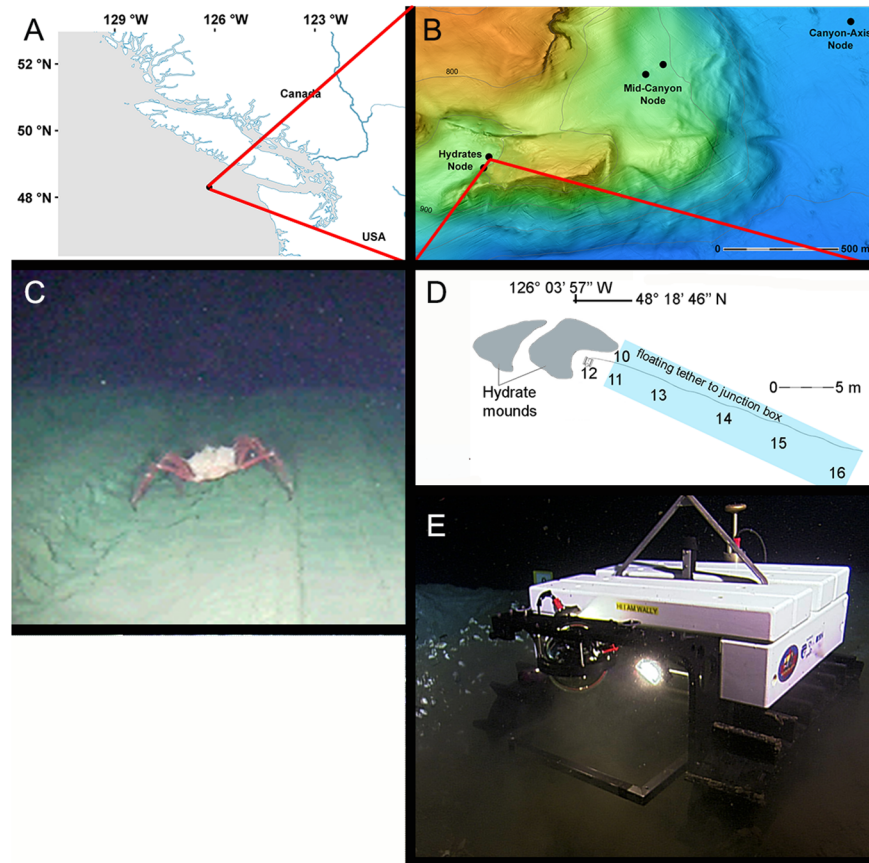 A
129 °W
126 °W
123 °W
52 °N
50 °N
48 °N
Canada
USA
B
Canyon-Axis
Node
800
Mid-Canyon
Node
Hydrates
Node
900
0
500 m
C
D
126° 03’ 57” W
48° 18’ 46” N
10
floating tether to junction box
12
11
13
14
15
16
0
5 m
Hydrate
mounds
E
HI I AM WALLY